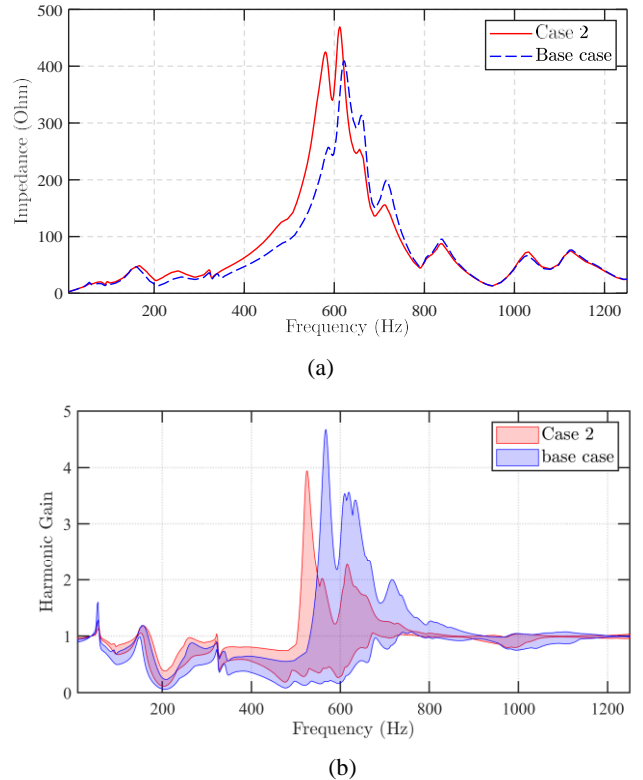 500
400
300
200
100
0
Impedance (Ohm)
Case 2
Base case
200 400 600 800 1000 1200
Frequency (Hz)
(a)
5
4
3
2
1
0
Harmonic Gain
Case 2
base case
200 400 600 800 1000 1200
Frequency (Hz)
(b)